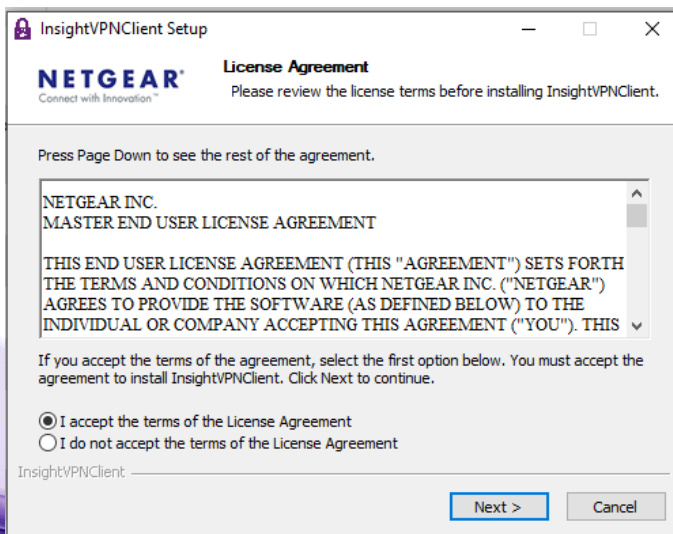 InsightVPNClient Setup
NETGEAR®
Connect with Innovation™
License Agreement
Please review the license terms before installing InsightVPNClient.
Press Page Down to see the rest of the agreement.
NETGEAR INC.
MASTER END USER LICENSE AGREEMENT
THIS END USER LICENSE AGREEMENT (THIS "AGREEMENT") SETS FORTH
THE TERMS AND CONDITIONS ON WHICH NETGEAR INC. ("NETGEAR")
AGREES TO PROVIDE THE SOFTWARE (AS DEFINED BELOW) TO THE
INDIVIDUAL OR COMPANY ACCEPTING THIS AGREEMENT ("YOU"). THIS
If you accept the terms of the agreement, select the first option below. You must accept the
agreement to install InsightVPNClient. Click Next to continue.
I accept the terms of the License Agreement
I do not accept the terms of the License Agreement
InsightVPNClient
Next >
Cancel